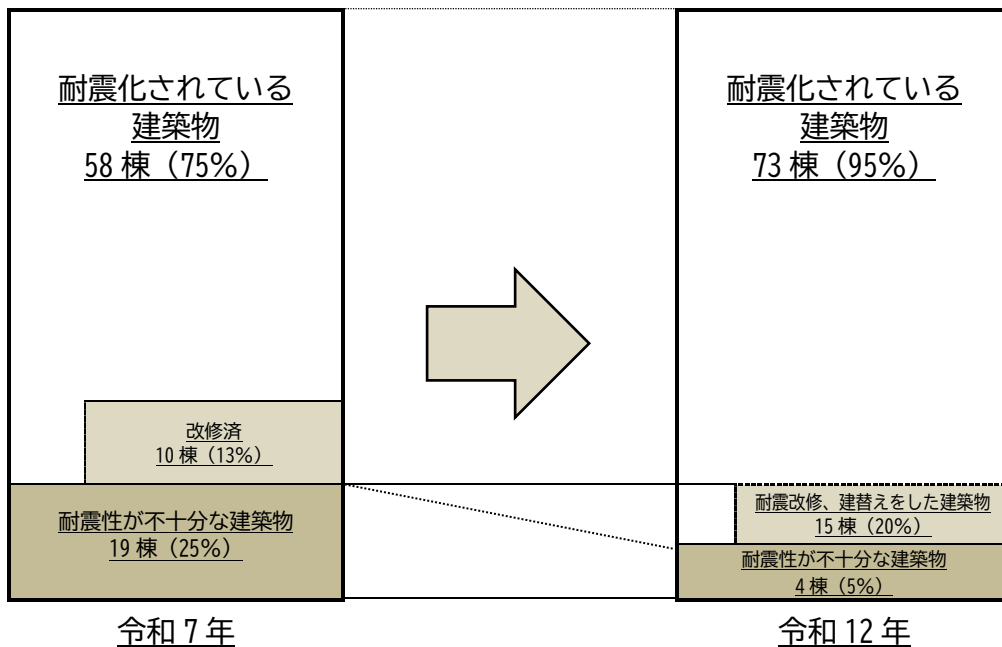 耐震化されている
建築物
58 棟（75%）
改修済
10 棟（13%）
耐震性が不十分な建築物
19 棟（25%）
令和 7 年
耐震化されている
建築物
73 棟（95%）
耐震改修、建替えをした建築物
15 棟（20%）
耐震性が不十分な建築物
4 棟（5%）
令和 12 年